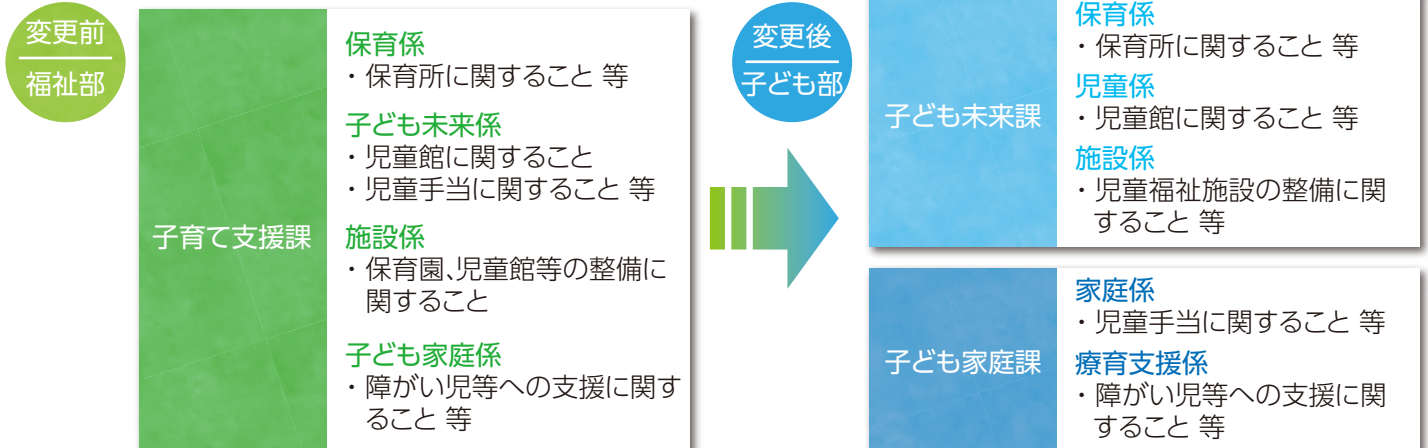 変更前
福祉部
子育て支援課
保育係
・保育所に関すること 等
子ども未来係
・児童館に関すること
・児童手当に関すること 等
施設係
・保育園、児童館等の整備に
関すること
子ども家庭係
・障がい児等への支援に関す
ること 等
変更後
子ども部
子ども未来課
保育係
・保育所に関すること 等
児童係
・児童館に関すること 等
施設係
・児童福祉施設の整備に関
すること 等
子ども家庭課
家庭係
・児童手当に関すること 等
療育支援係
・障がい児等への支援に関
すること 等